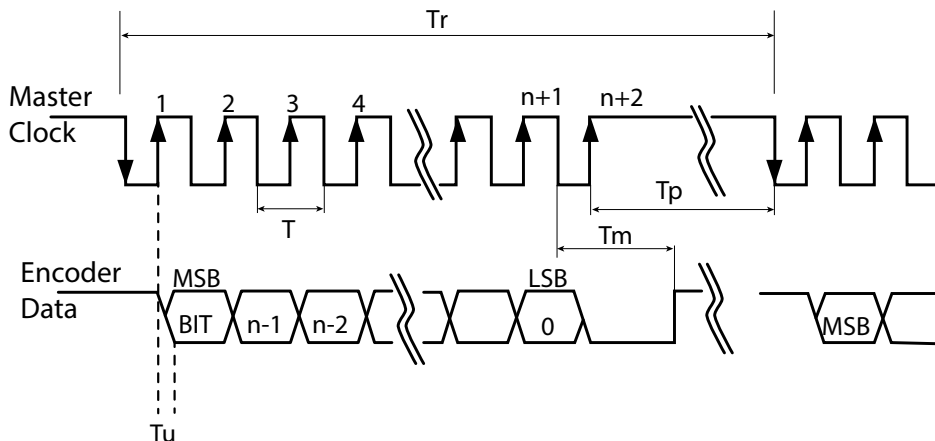 Tr
Master
Clock
1 2 3 4 n+1 n+2
T
Tp
Tm
Encoder
Data
MSB
LSB
BIT n-1 n-2 0 MSB
Tu